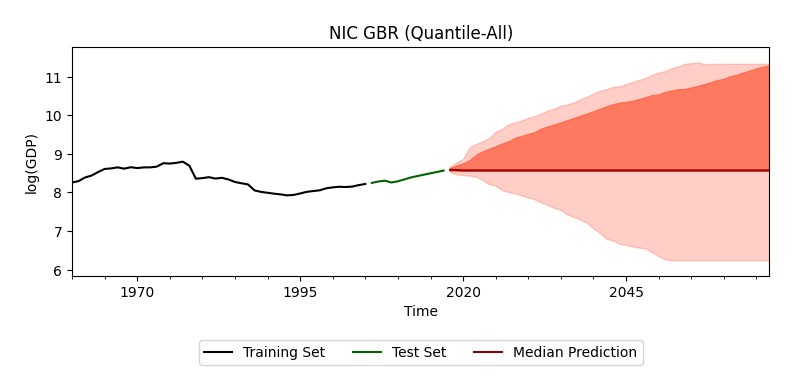 NIC GBR (Quantile-All)
11
10
9
8
7
6
log(GDP)
1970
1995
2020
2045
Time
Training Set
Test Set
Median Prediction